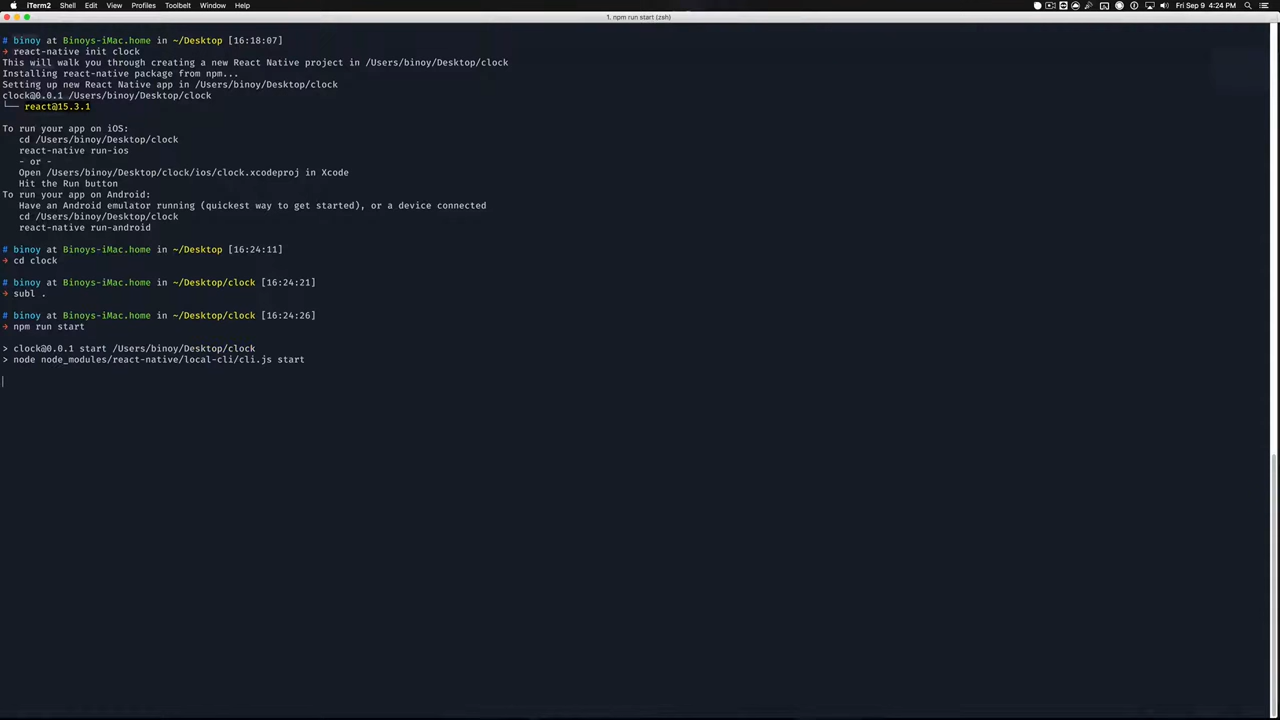 iTerm2 Shell Edit View Profiles Toolbelt Window Help Fri Sep 9 4:24 PM
1. npm run start (zsh)
# binoy at Binoys-iMac.home in ~/Desktop [16:18:07]
→ react-native init clock
This will walk you through creating a new React Native project in /Users/binoy/Desktop/clock
Installing react-native package from npm...
Setting up new React Native app in /Users/binoy/Desktop/clock
clock@0.0.1 /Users/binoy/Desktop/clock
└── react@15.3.1
To run your app on iOS:
cd /Users/binoy/Desktop/clock
react-native run-ios
- or -
Open /Users/binoy/Desktop/clock/ios/clock.xcodeproj in Xcode
Hit the Run button
To run your app on Android:
Have an Android emulator running (quickest way to get started), or a device connected
cd /Users/binoy/Desktop/clock
react-native run-android
# binoy at Binoys-iMac.home in ~/Desktop [16:24:11]
→ cd clock
# binoy at Binoys-iMac.home in ~/Desktop/clock [16:24:21]
→ subl .
# binoy at Binoys-iMac.home in ~/Desktop/clock [16:24:26]
→ npm run start
> clock@0.0.1 start /Users/binoy/Desktop/clock
> node node_modules/react-native/local-cli/cli.js start